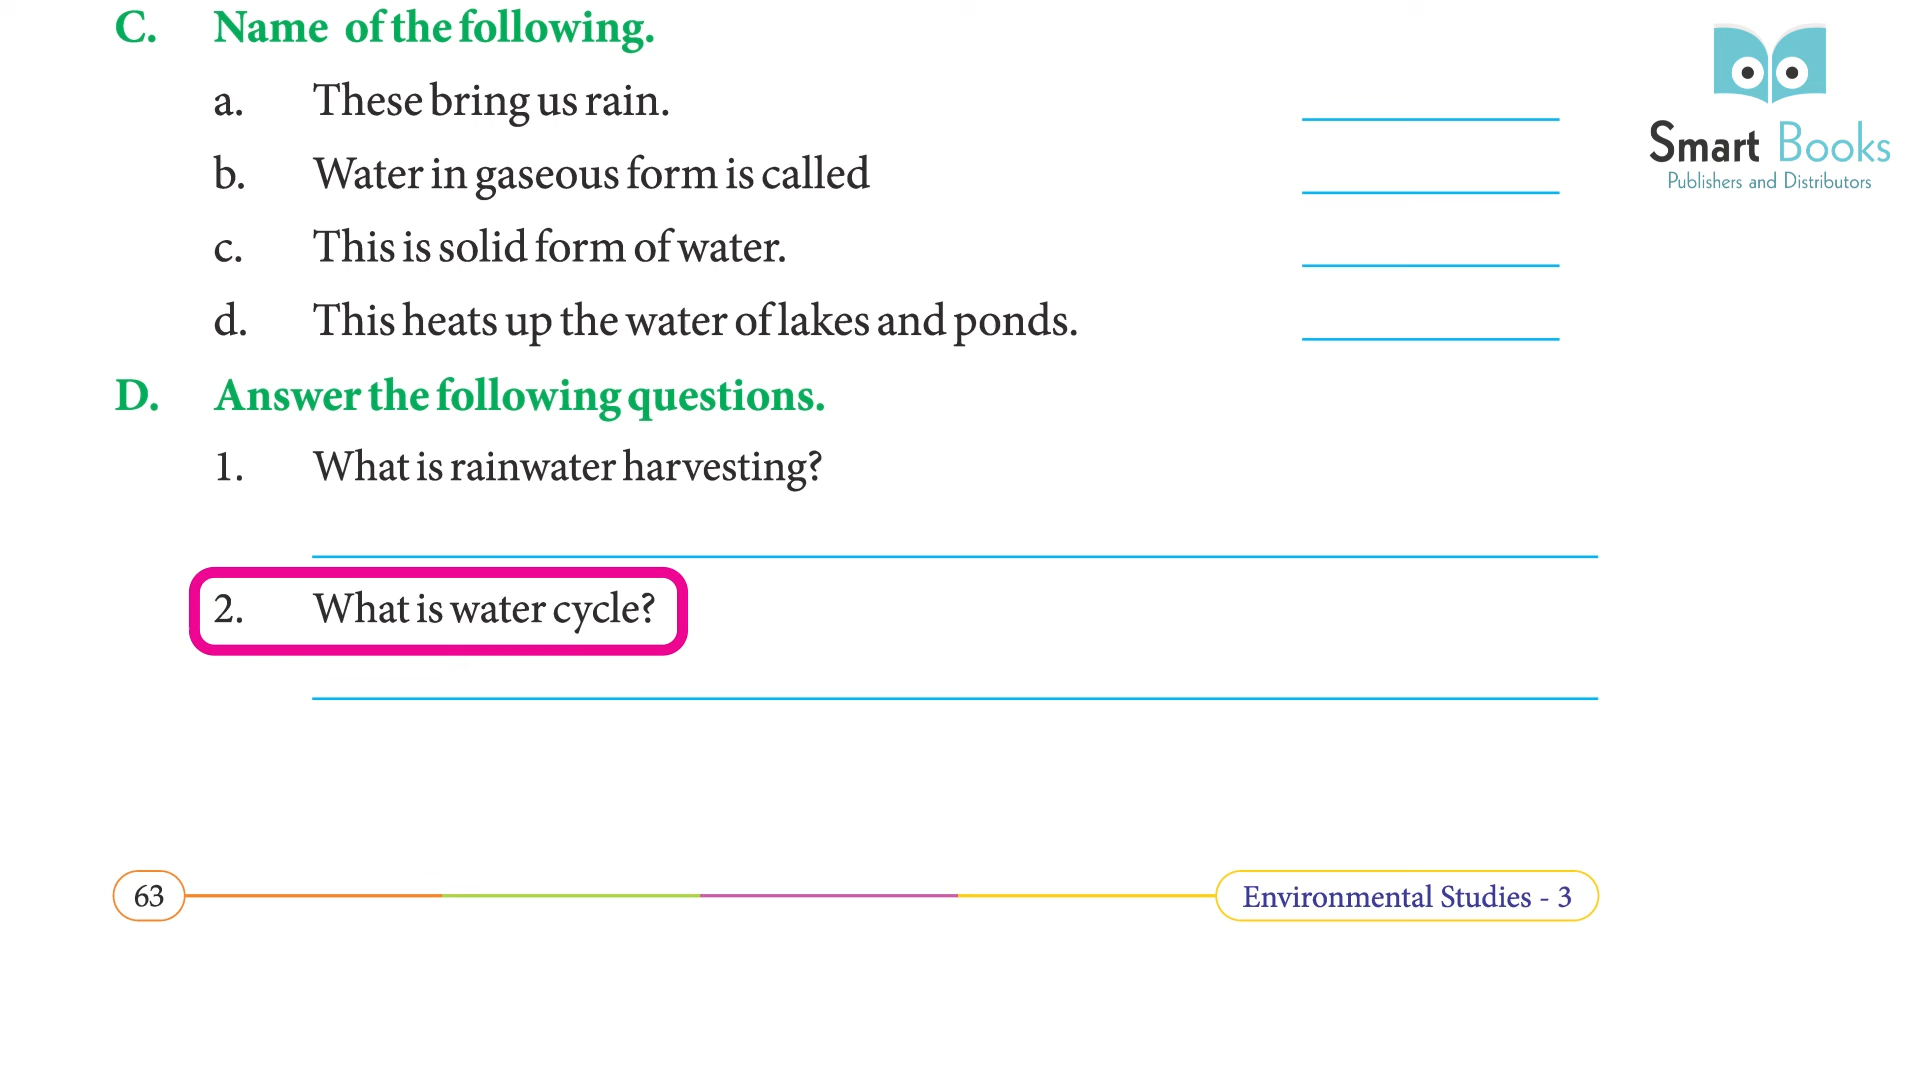 C. Name of the following.
Smart Books
Publishers and Distributors
a. These bring us rain.
b. Water in gaseous form is called
c. This is solid form of water.
d. This heats up the water of lakes and ponds.
D. Answer the following questions.
1. What is rainwater harvesting?
2. What is water cycle?
63
Environmental Studies - 3